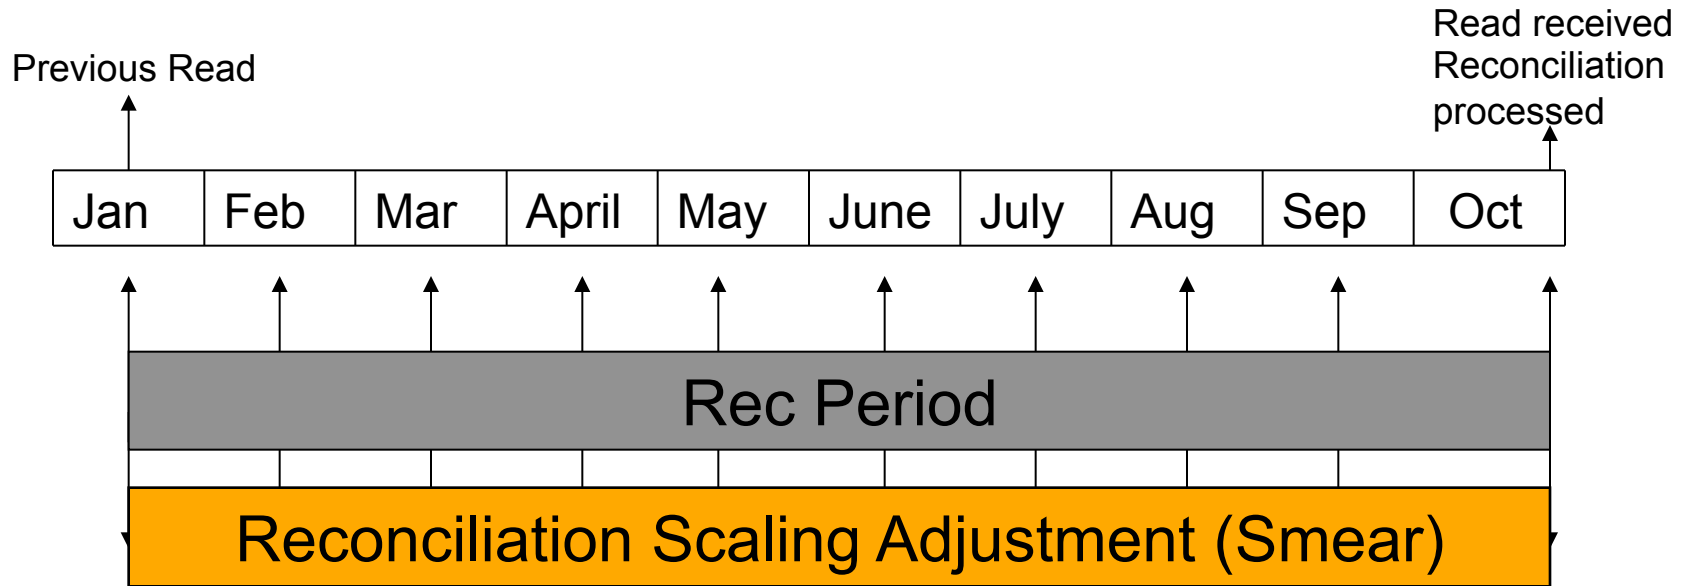 Read received
Reconciliation
processed
Previous Read
Jan Feb Mar April May June July Aug Sep Oct
Rec Period
Reconciliation Scaling Adjustment (Smear)